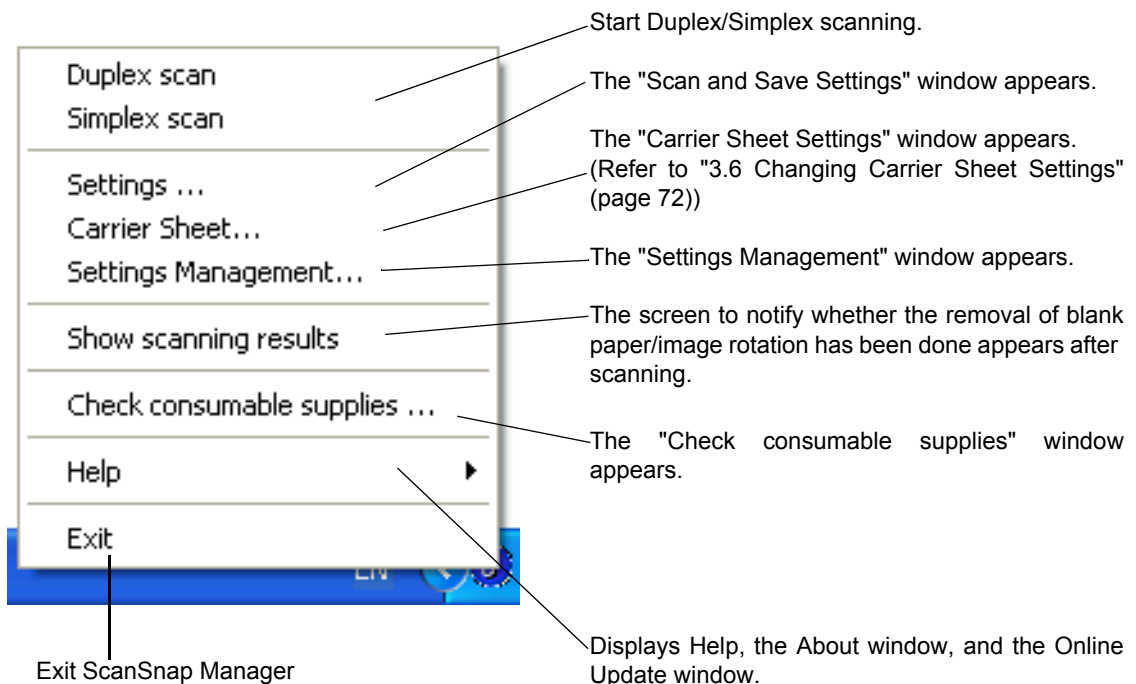 Start Duplex/Simplex scanning.
Duplex scan
Simplex scan
The "Scan and Save Settings" window appears.
The "Carrier Sheet Settings" window appears.
(Refer to "3.6 Changing Carrier Sheet Settings"
(page 72))
Settings ...
Carrier Sheet...
Settings Management...
The "Settings Management" window appears.
Show scanning results
The screen to notify whether the removal of blank
paper/image rotation has been done appears after
scanning.
Check consumable supplies ...
The "Check consumable supplies" window
appears.
Help
Exit
EN
Exit ScanSnap Manager
Displays Help, the About window, and the Online
Update window.